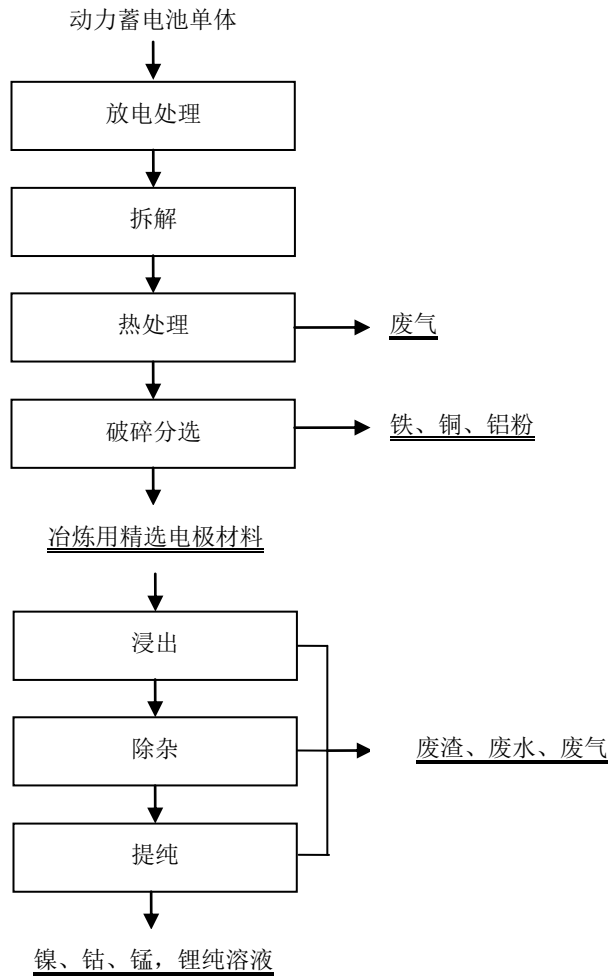 动力蓄电池单体
放电处理
拆解
热处理
废气
破碎分选
铁、铜、铝粉
冶炼用精选电极材料
浸出
除杂
废渣、废水、废气
提纯
镍、钴、锰，锂纯溶液